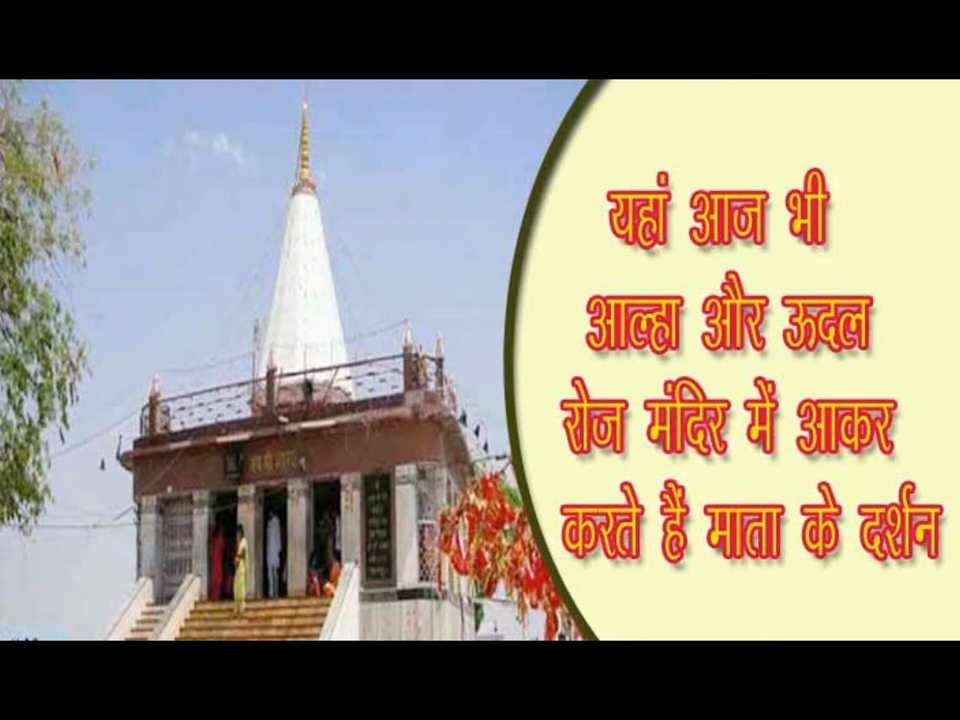 यहां आज भी
आल्हा और ऊदल
रोज मंदिर में आकर
करते हैं माता के दर्शन